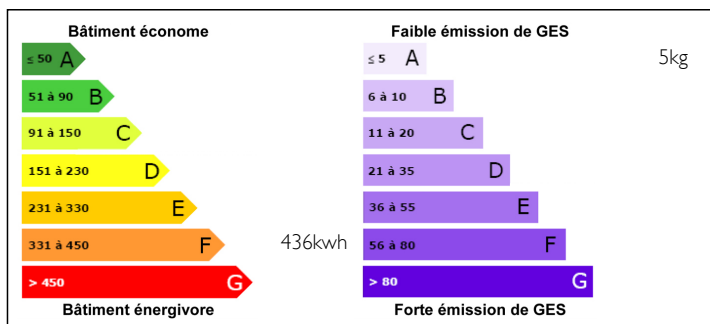 Bâtiment économe
≤ 50 A
51 à 90 B
91 à 150 C
151 à 230 D
231 à 330 E
331 à 450 F
436kwh
> 450 G
Bâtiment énergivore
Faible émission de GES
≤ 5 A
5kg
6 à 10 B
11 à 20 C
21 à 35 D
36 à 55 E
56 à 80 F
> 80 G
Forte émission de GES